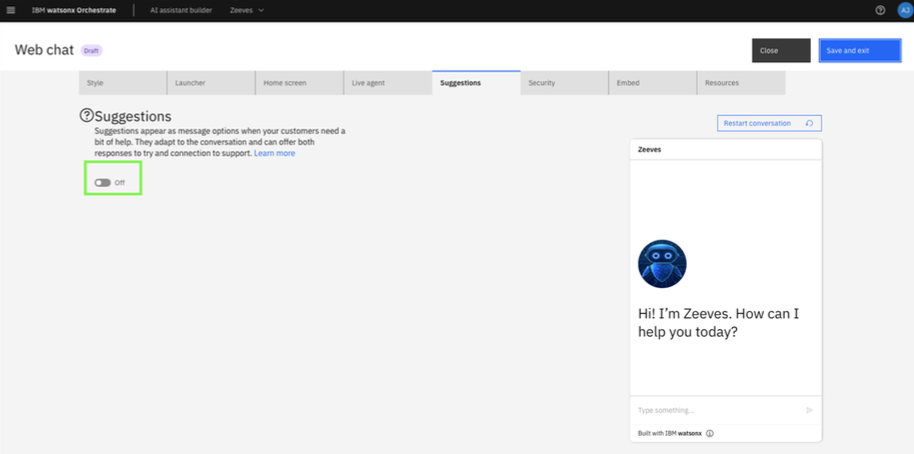 IBM watsonx Orchestrate AI assistant builder Zeeves AJ
Web chat Draft Close Save and exit
Style Launcher Home screen Live agent Suggestions Security Embed Resources
Suggestions
Suggestions appear as message options when your customers need a
bit of help. They adapt to the conversation and can offer both
responses to try and connection to support. Learn more
Off
Restart conversation
Zeeves
Hi! I'm Zeeves. How can I
help you today?
Type something...
Built with IBM watsonx